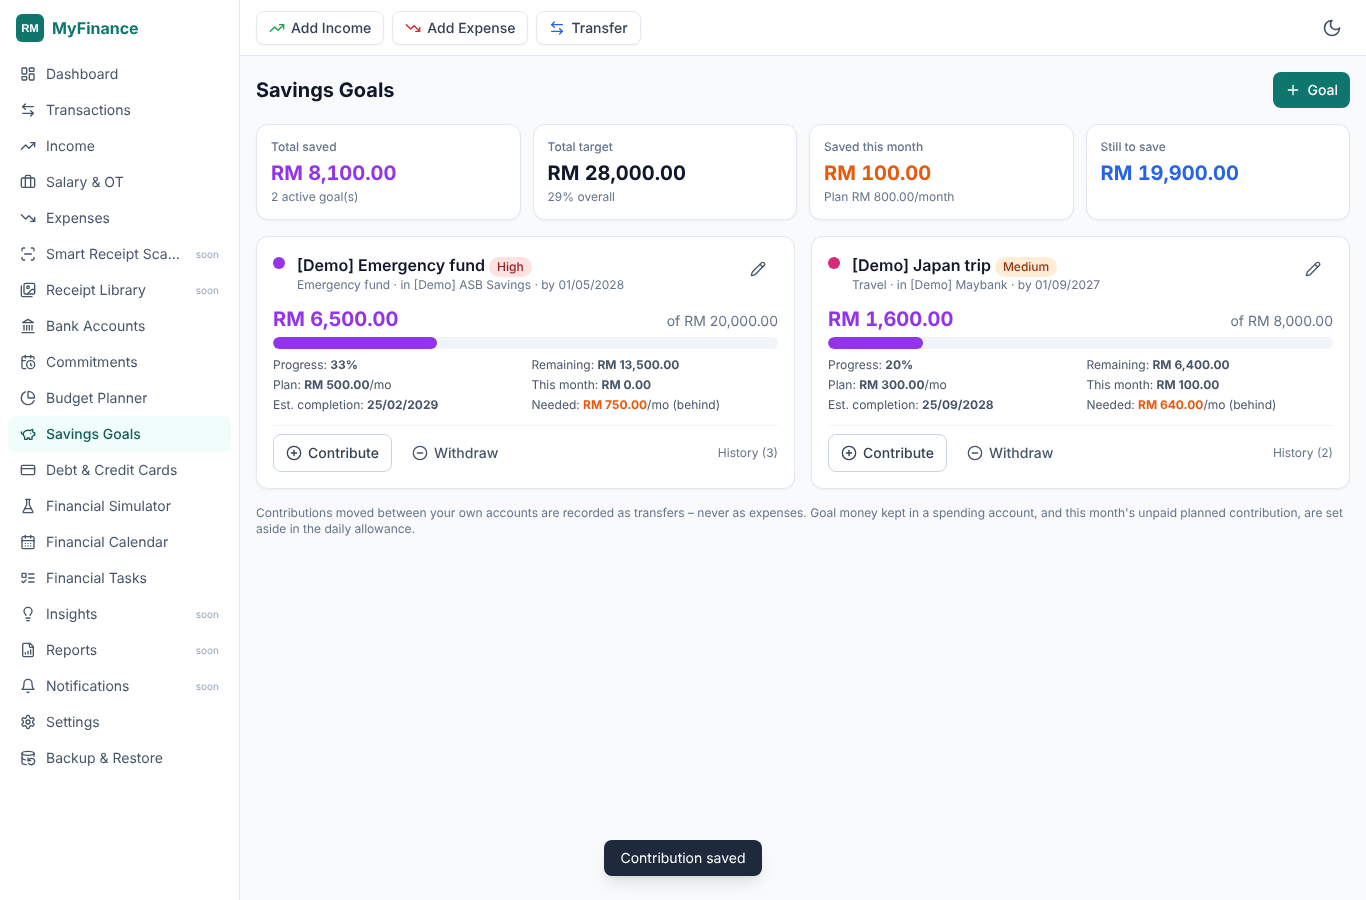 RM MyFinance
Dashboard
Transactions
Income
Salary & OT
Expenses
Smart Receipt Sca... soon
Receipt Library soon
Bank Accounts
Commitments
Budget Planner
Savings Goals
Debt & Credit Cards
Financial Simulator
Financial Calendar
Financial Tasks
Insights soon
Reports soon
Notifications soon
Settings
Backup & Restore
Add Income Add Expense Transfer
Savings Goals
Goal
Total saved
RM 8,100.00
2 active goal(s)
Total target
RM 28,000.00
29% overall
Saved this month
RM 100.00
Plan RM 800.00/month
Still to save
RM 19,900.00
[Demo] Emergency fund High
Emergency fund · in [Demo] ASB Savings · by 01/05/2028
RM 6,500.00 of RM 20,000.00
Progress: 33% Remaining: RM 13,500.00
Plan: RM 500.00/mo This month: RM 0.00
Est. completion: 25/02/2029 Needed: RM 750.00/mo (behind)
Contribute Withdraw History (3)
[Demo] Japan trip Medium
Travel · in [Demo] Maybank · by 01/09/2027
RM 1,600.00 of RM 8,000.00
Progress: 20% Remaining: RM 6,400.00
Plan: RM 300.00/mo This month: RM 100.00
Est. completion: 25/09/2028 Needed: RM 640.00/mo (behind)
Contribute Withdraw History (2)
Contributions moved between your own accounts are recorded as transfers – never as expenses. Goal money kept in a spending account, and this month's unpaid planned contribution, are set
aside in the daily allowance.
Contribution saved